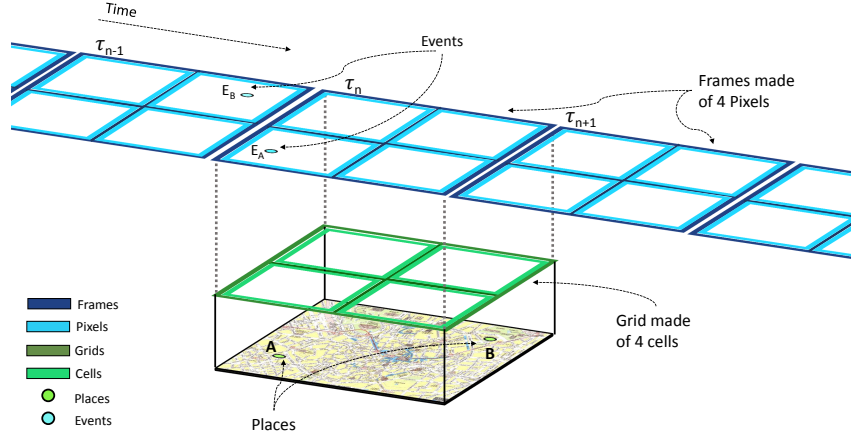 Time
τn-1
Events
EB
τn
Frames made
of 4 Pixels
EA
τn+1
Frames
Pixels
Grids
Cells
Places
Events
A
B
Grid made
of 4 cells
Places